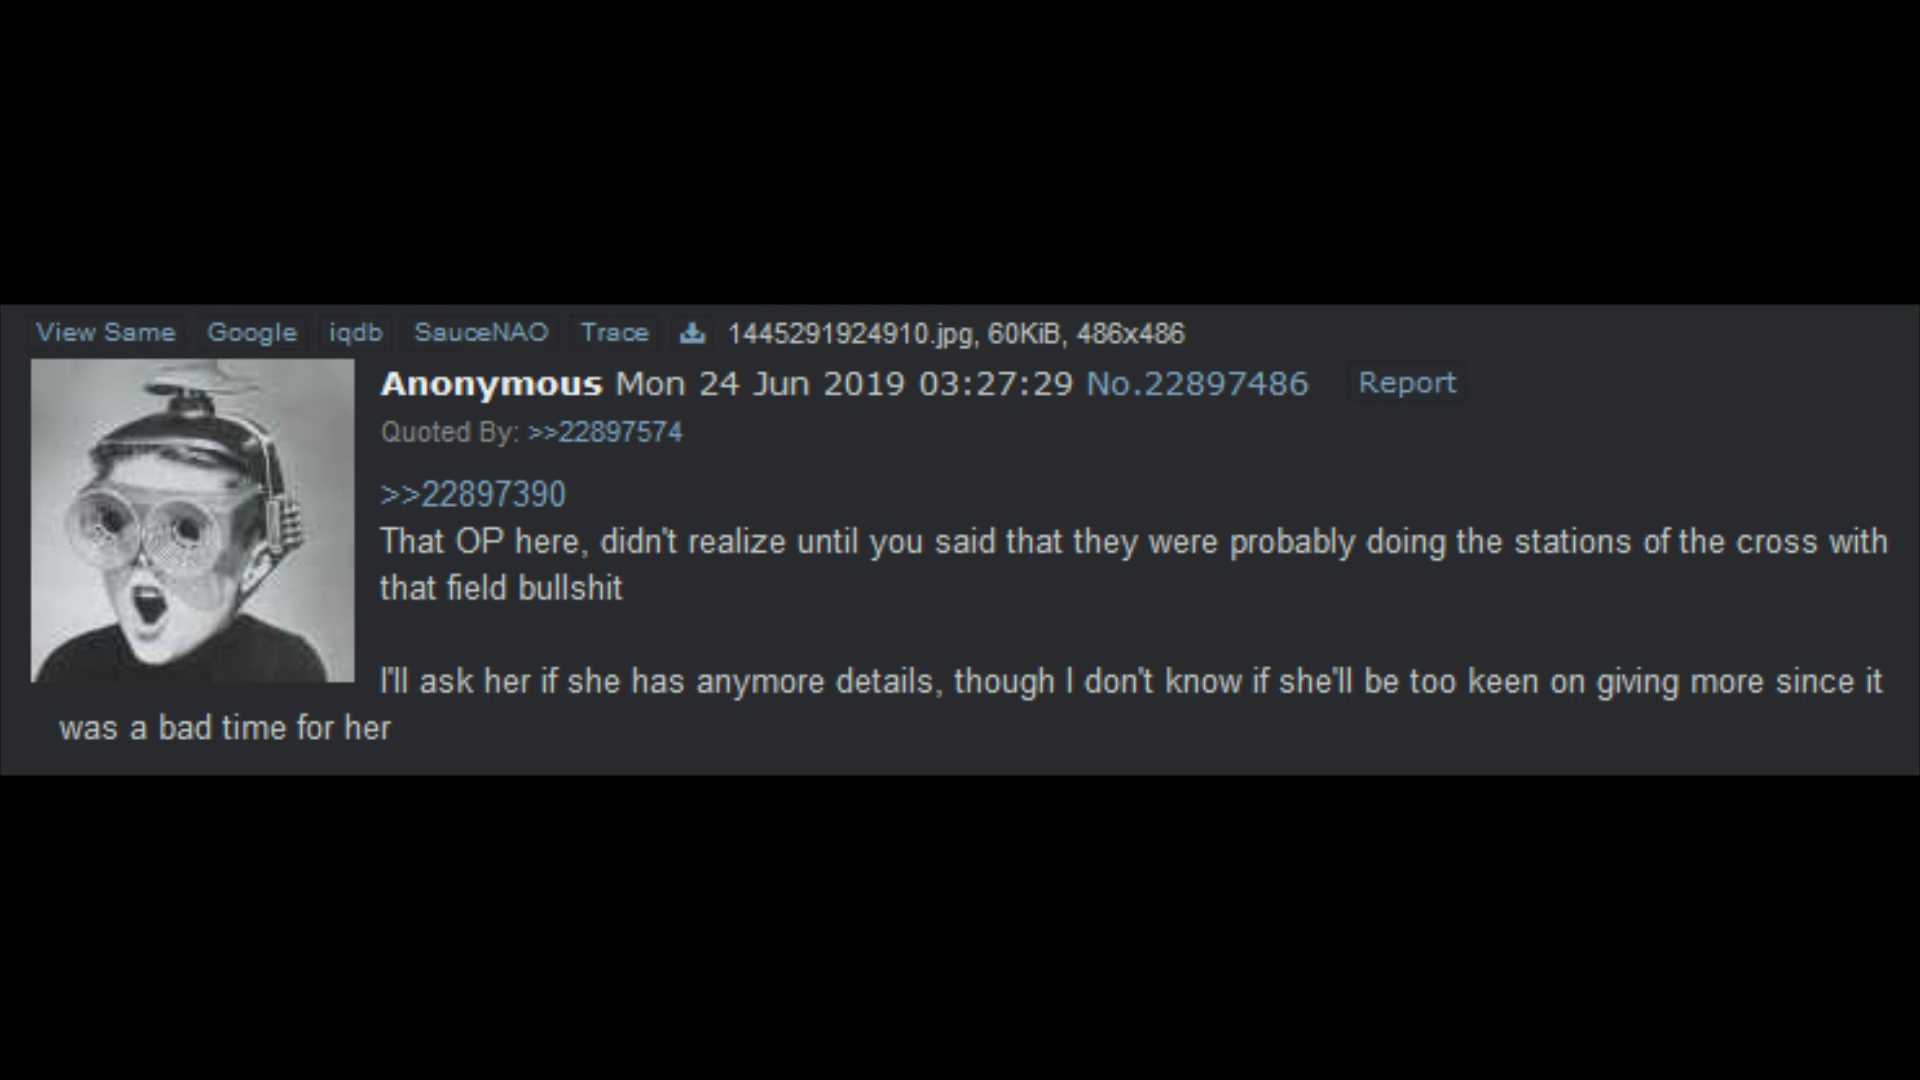 View Same Google iqdb SauceNAO Trace 1445291924910.jpg, 60KiB, 486x486
Anonymous Mon 24 Jun 2019 03:27:29 No.22897486 Report
Quoted By: >>22897574
>>22897390
That OP here, didn't realize until you said that they were probably doing the stations of the cross with
that field bullshit
I'll ask her if she has anymore details, though I don't know if she'll be too keen on giving more since it
was a bad time for her